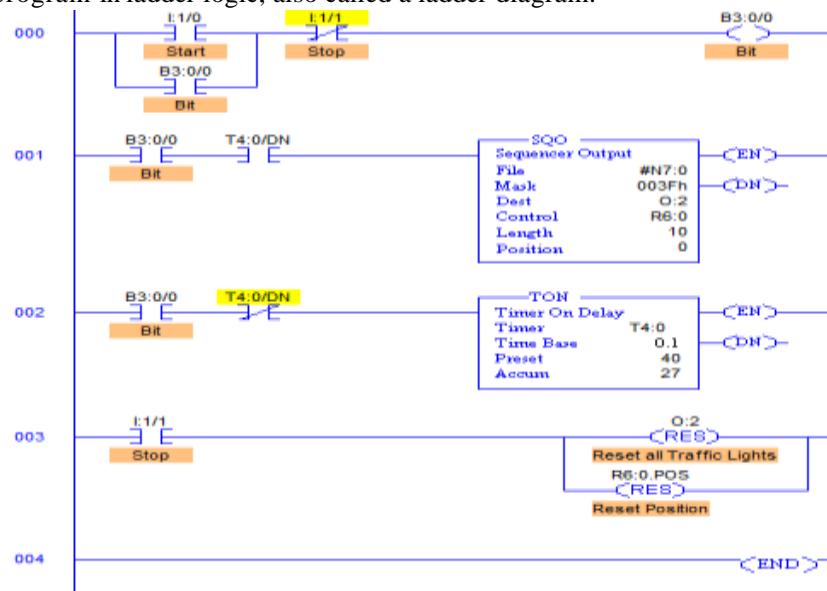 program in ladder logic, also called a ladder diagram.
I:1/0 I:1/1 B3:0/0
000
Start Stop Bit
B3:0/0
Bit
B3:0/0 T4:0/DN SQO
001 Sequencer Output EN
Bit File #N7:0
Mask 003Fh DN
Dest O:2
Control R6:0
Length 10
Position 0
B3:0/0 T4:0/DN TON
002 Timer On Delay EN
Bit Timer T4:0
Time Base 0.1 DN
Preset 40
Accum 27
I:1/1 O:2
003 RES
Stop Reset all Traffic Lights
R6:0.POS
RES
Reset Position
004 END